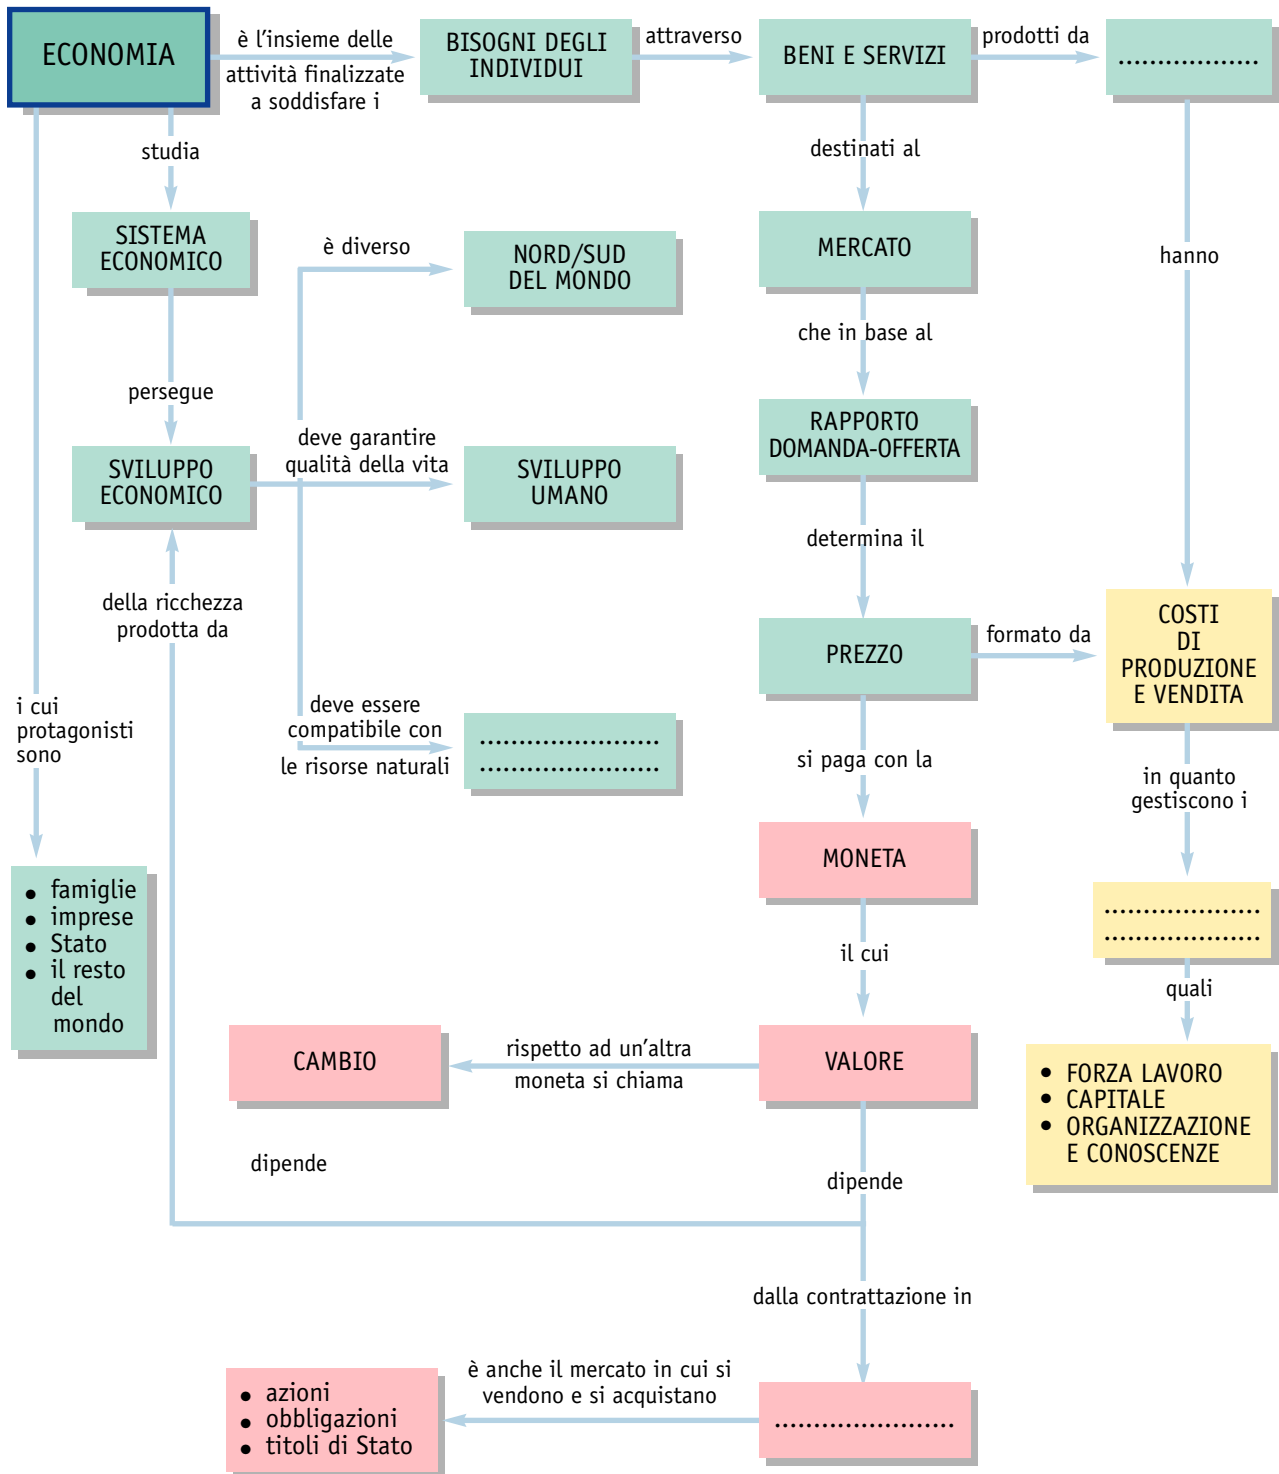 ECONOMIA
è l'insieme delle
attività finalizzate
a soddisfare i
BISOGNI DEGLI
INDIVIDUI
attraverso
BENI E SERVIZI
prodotti da
..................
studia
destinati al
SISTEMA
ECONOMICO
è diverso
NORD/SUD
DEL MONDO
MERCATO
hanno
che in base al
persegue
RAPPORTO
DOMANDA-OFFERTA
deve garantire
qualità della vita
SVILUPPO
ECONOMICO
SVILUPPO
UMANO
determina il
della ricchezza
prodotta da
PREZZO
formato da
COSTI
DI
PRODUZIONE
E VENDITA
i cui
protagonisti
sono
deve essere
compatibile con
le risorse naturali
.......................
.......................
si paga con la
in quanto
gestiscono i
MONETA
• famiglie
• imprese
• Stato
• il resto
del
mondo
....................
....................
il cui
quali
CAMBIO
rispetto ad un'altra
moneta si chiama
VALORE
• FORZA LAVORO
• CAPITALE
• ORGANIZZAZIONE
E CONOSCENZE
dipende
dipende
dalla contrattazione in
• azioni
• obbligazioni
• titoli di Stato
è anche il mercato in cui si
vendono e si acquistano
.......................